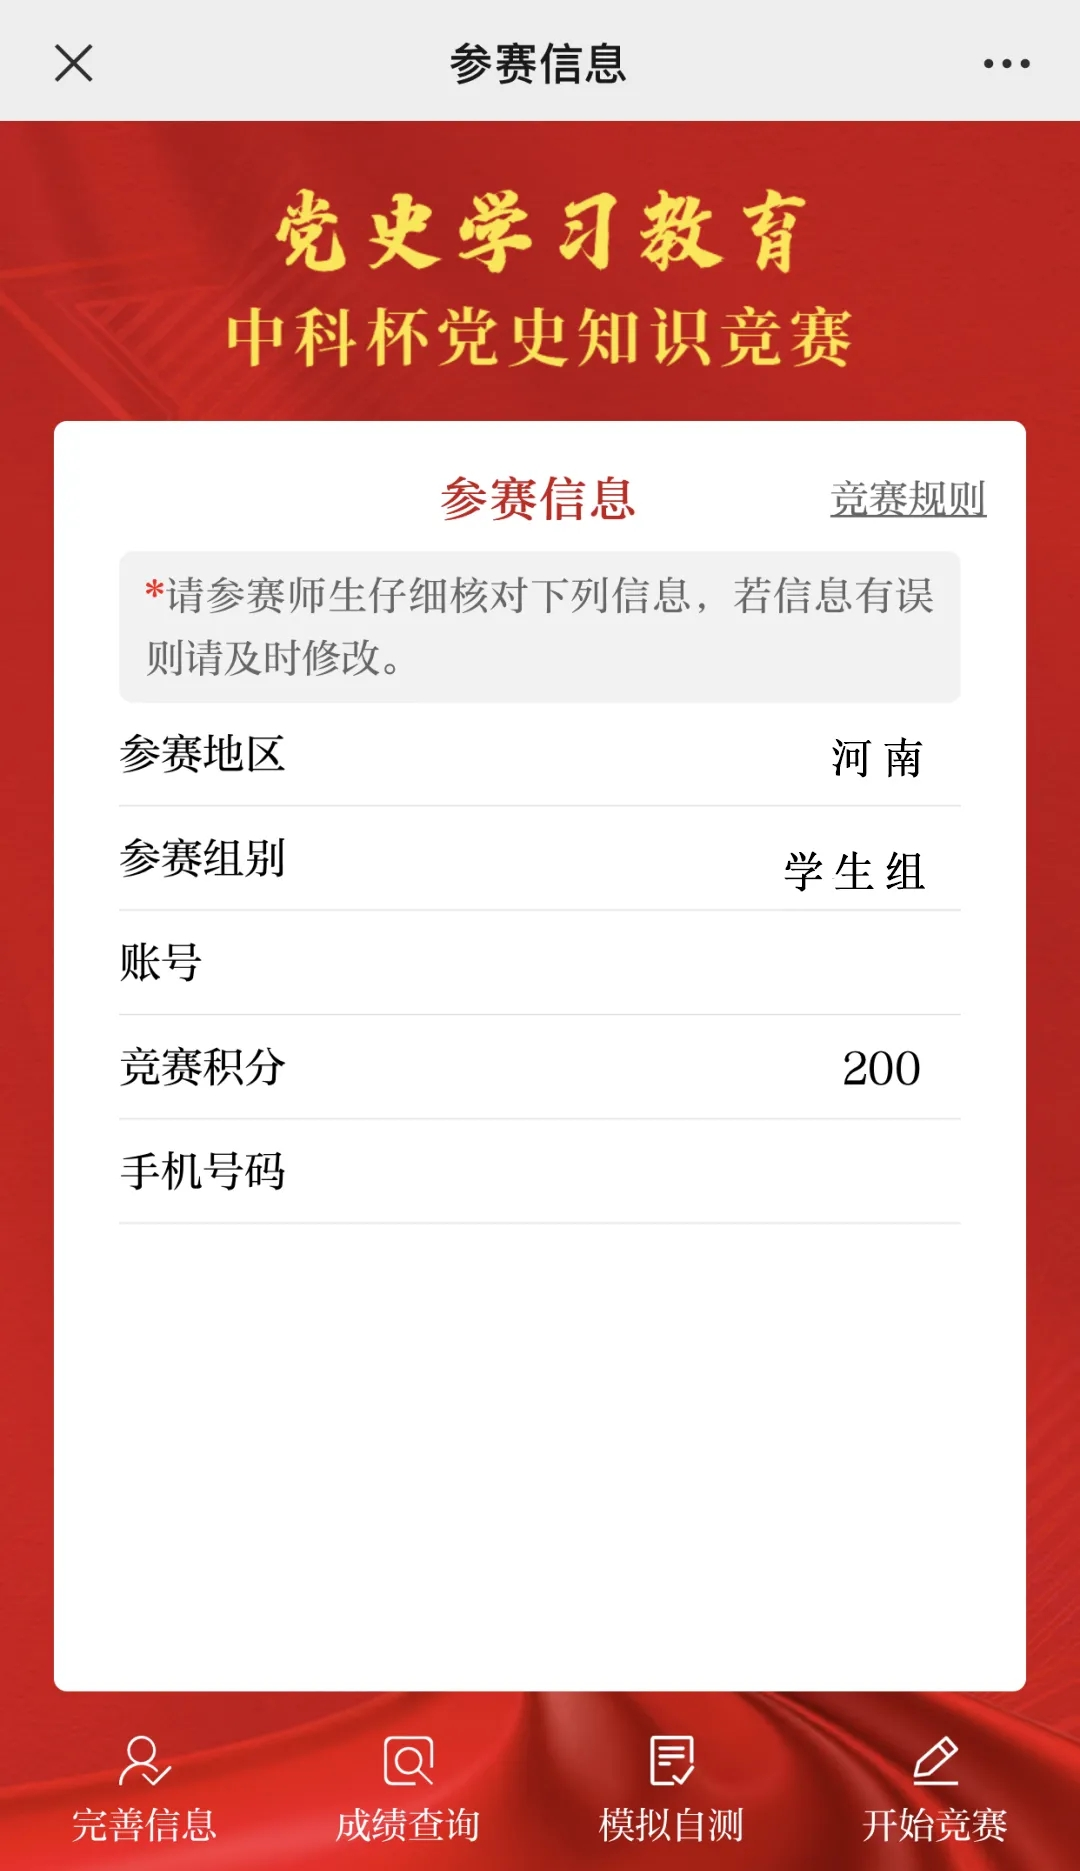 参赛信息
党史学习教育
中科杯党史知识竞赛
参赛信息 竞赛规则
*请参赛师生仔细核对下列信息，若信息有误
则请及时修改。
参赛地区 河南
参赛组别 学生组
账号
竞赛积分 200
手机号码
完善信息 成绩查询 模拟自测 开始竞赛